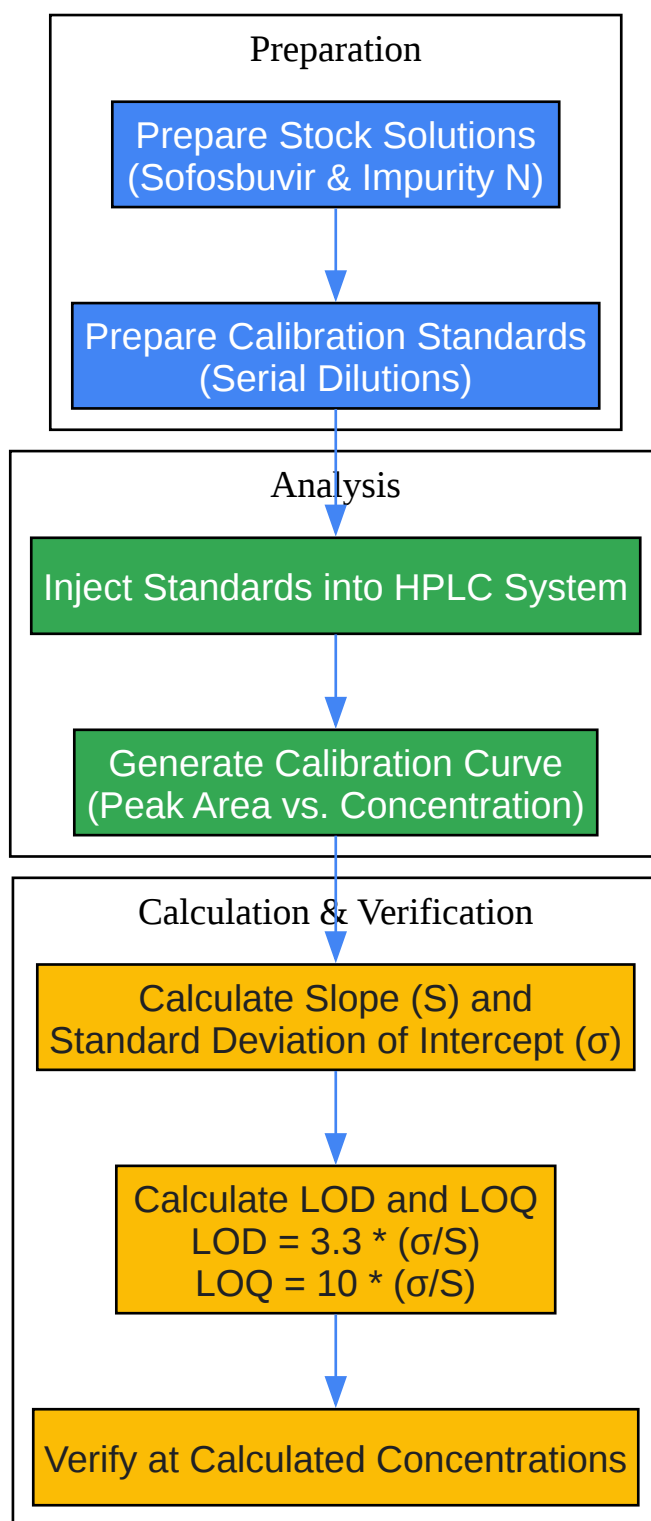 Preparation
Prepare Stock Solutions
(Sofosbuvir & Impurity N)
Prepare Calibration Standards
(Serial Dilutions)
Analysis
Inject Standards into HPLC System
Generate Calibration Curve
(Peak Area vs. Concentration)
Calculation & Verification
Calculate Slope (S) and
Standard Deviation of Intercept (σ)
Calculate LOD and LOQ
LOD = 3.3 * (σ/S)
LOQ = 10 * (σ/S)
Verify at Calculated Concentrations